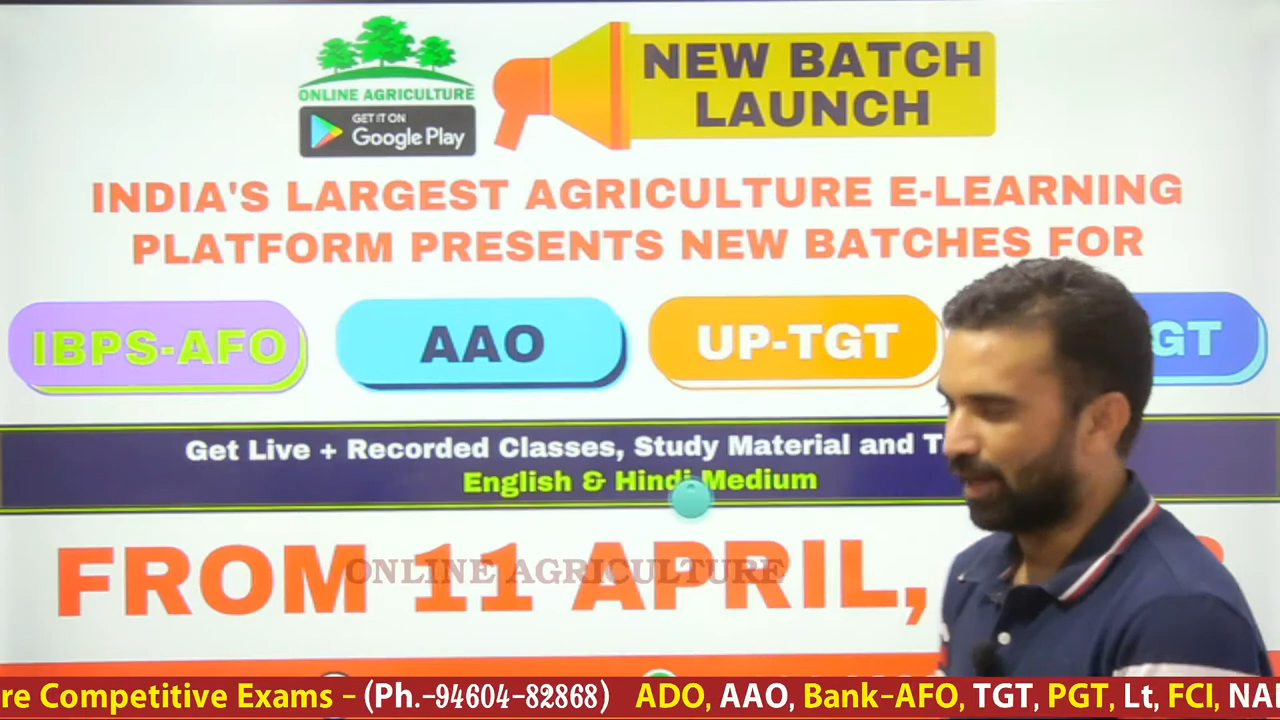 ONLINE AGRICULTURE
GET IT ON
Google Play
NEW BATCH
LAUNCH
INDIA'S LARGEST AGRICULTURE E-LEARNING
PLATFORM PRESENTS NEW BATCHES FOR
IBPS-AFO
AAO
UP-TGT
GT
Get Live + Recorded Classes, Study Material and T
English & Hindi Medium
FROM 11 APRIL,
ONLINE AGRICULTURE
re Competitive Exams - (Ph.-94604-82868) ADO, AAO, Bank-AFO, TGT, PGT, Lt, FCI, NA